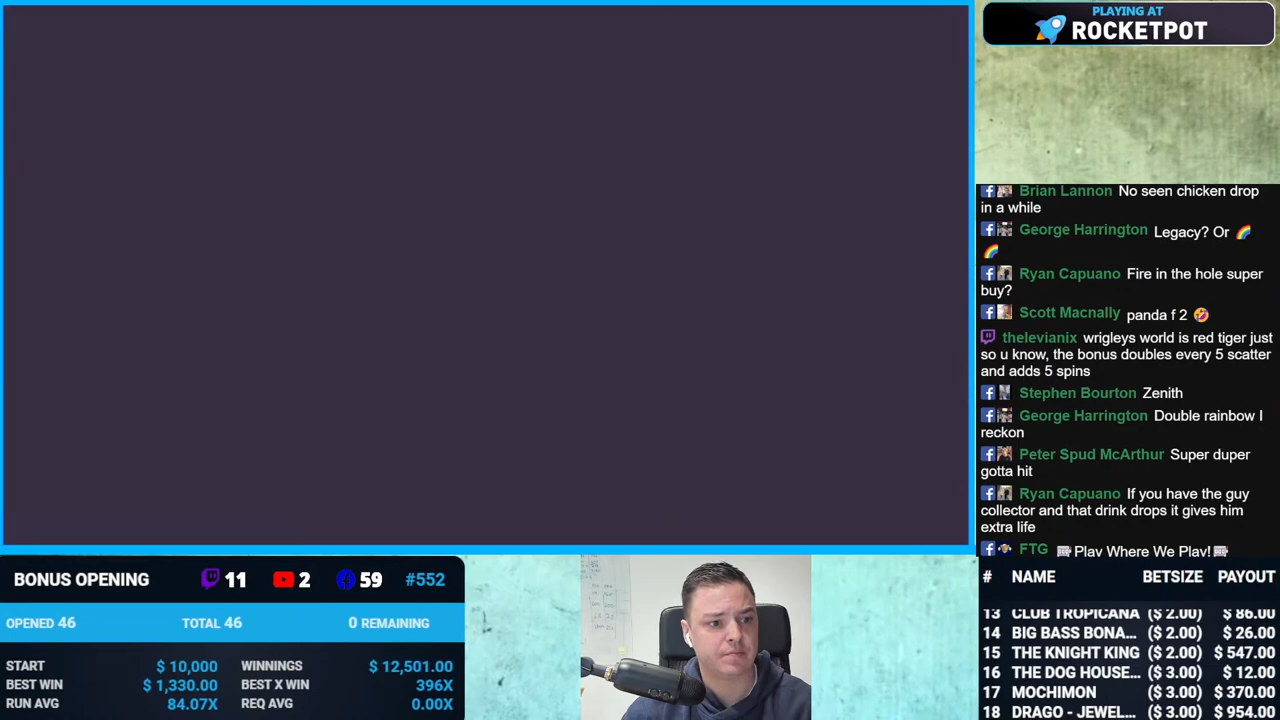 PLAYING AT
ROCKETPOT
Brian Lannon No seen chicken drop
in a while
George Harrington Legacy? Or 🌈
🌈
Ryan Capuano Fire in the hole super
buy?
Scott Macnally panda f 2 🤣
thelevianix wrigleys world is red tiger just
so u know, the bonus doubles every 5 scatter
and adds 5 spins
Stephen Bourton Zenith
George Harrington Double rainbow I
reckon
Peter Spud McArthur Super duper
gotta hit
Ryan Capuano If you have the guy
collector and that drink drops it gives him
extra life
FTG 🎰Play Where We Play!🎰
BONUS OPENING 11 2 59 #552
OPENED 46 TOTAL 46 0 REMAINING
START $ 10,000 WINNINGS $ 12,501.00
BEST WIN $ 1,330.00 BEST X WIN 396X
RUN AVG 84.07X REQ AVG 0.00X
# NAME BETSIZE PAYOUT
13 CLUB TROPICANA ($ 2.00) $ 86.00
14 BIG BASS BONA... ($ 2.00) $ 26.00
15 THE KNIGHT KING ($ 2.00) $ 547.00
16 THE DOG HOUSE... ($ 3.00) $ 12.00
17 MOCHIMON ($ 3.00) $ 370.00
18 DRAGO - JEWEL... ($ 3.00) $ 954.00